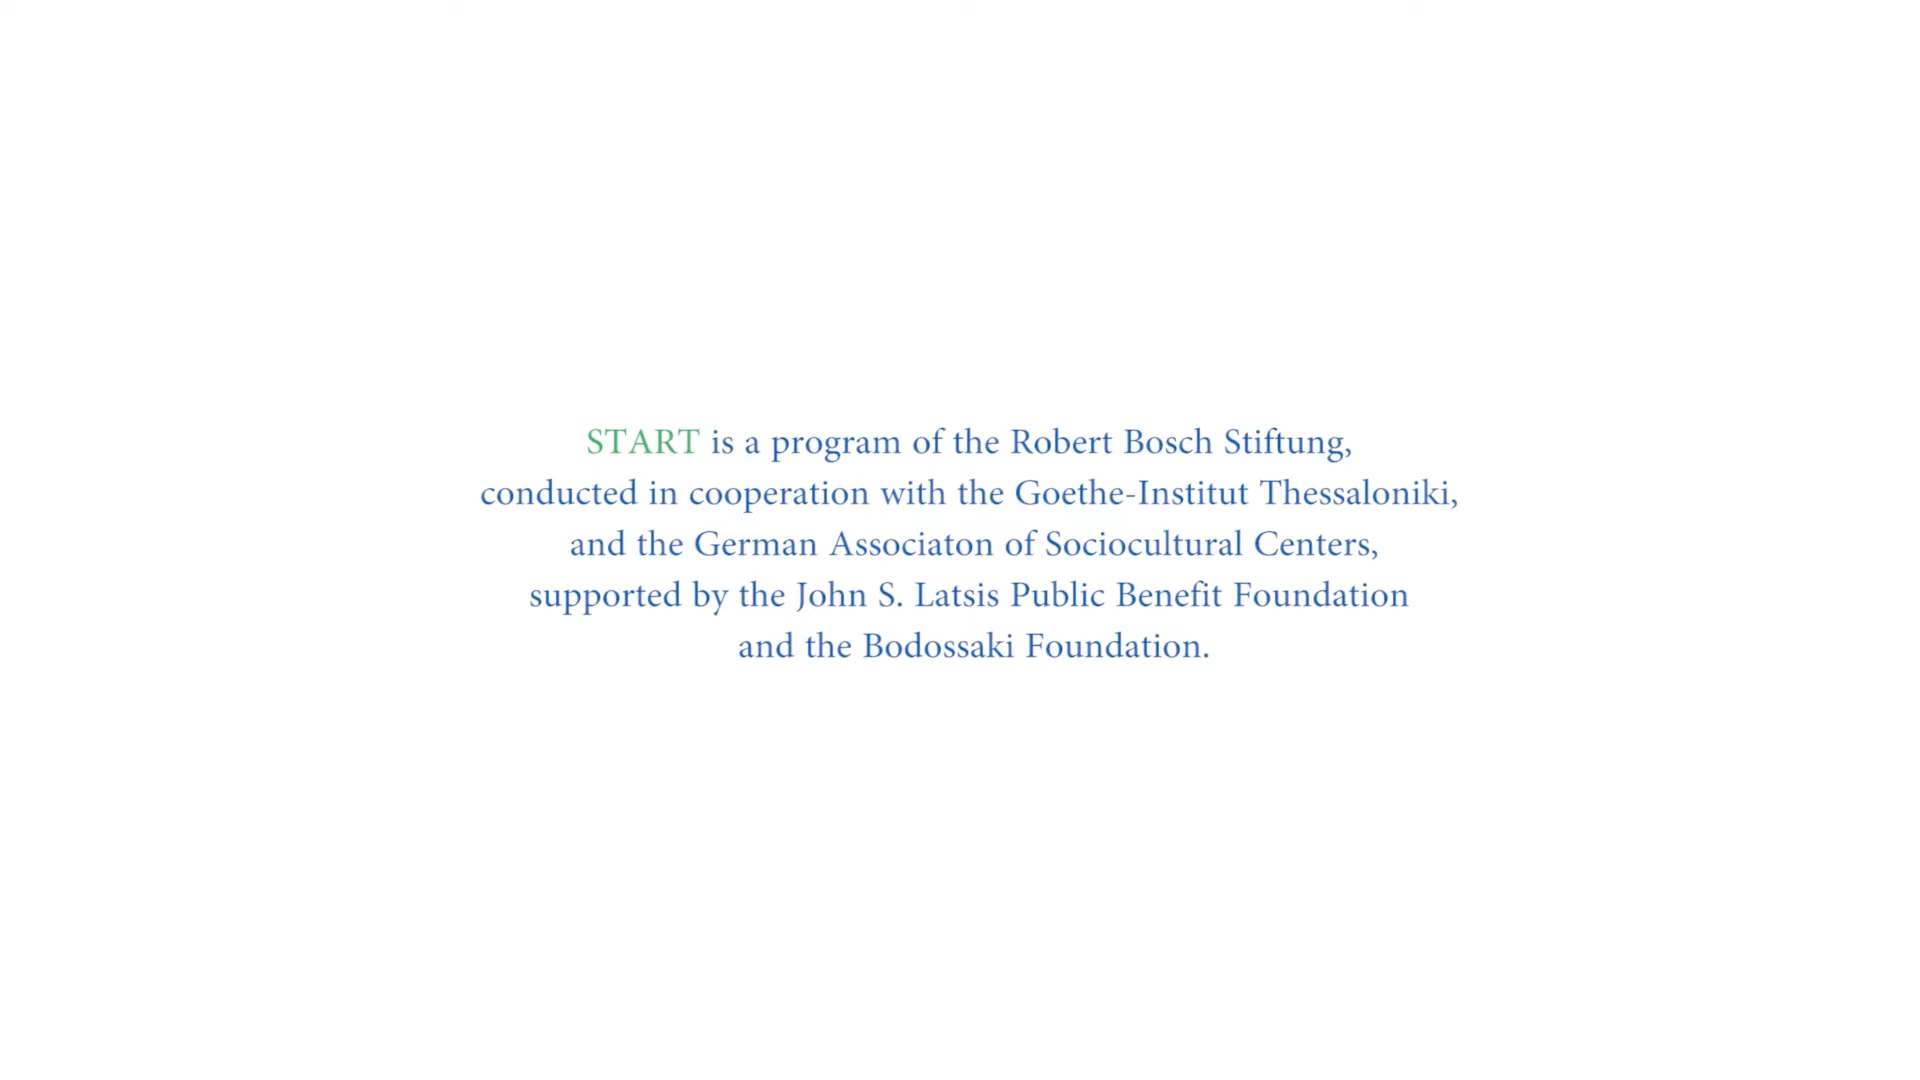 START is a program of the Robert Bosch Stiftung,
conducted in cooperation with the Goethe-Institut Thessaloniki,
and the German Associaton of Sociocultural Centers,
supported by the John S. Latsis Public Benefit Foundation
and the Bodossaki Foundation.